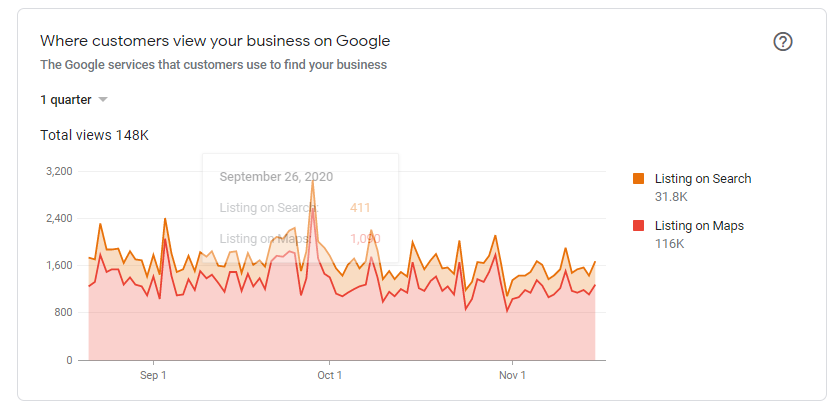 Where customers view your business on Google
The Google services that customers use to find your business
1 quarter
Total views 148K
3,200
2,400
1,600
800
0
September 26, 2020
Listing on Search: 411
Listing on Maps:
Sep 1
Oct 1
Nov 1
Listing on Search
31.8K
Listing on Maps
116K